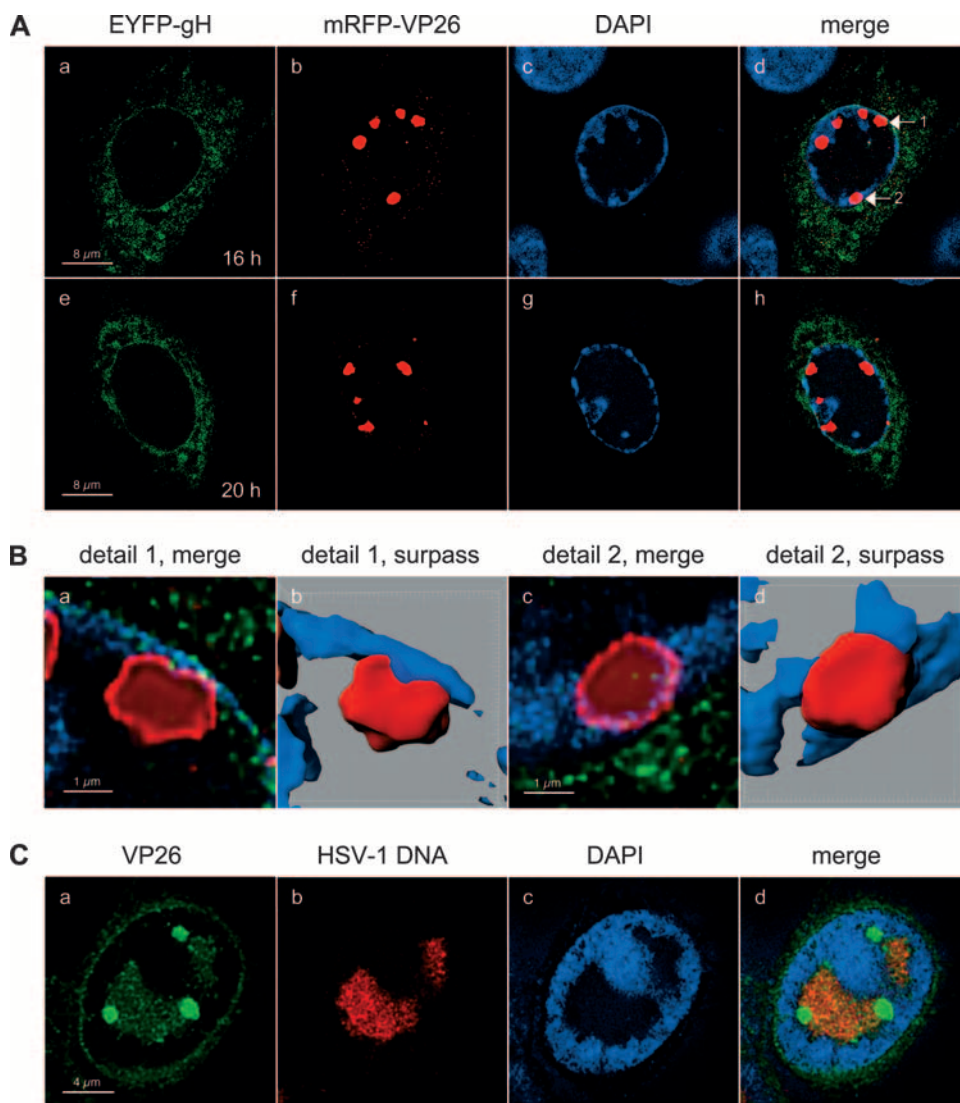 A
EYFP-gH mRFP-VP26 DAPI merge
a b c d
1
2
8 µm 16 h
e f g h
8 µm 20 h
B
detail 1, merge detail 1, surpass detail 2, merge detail 2, surpass
a b c d
1 µm 1 µm
C
VP26 HSV-1 DNA DAPI merge
a b c d
4 µm